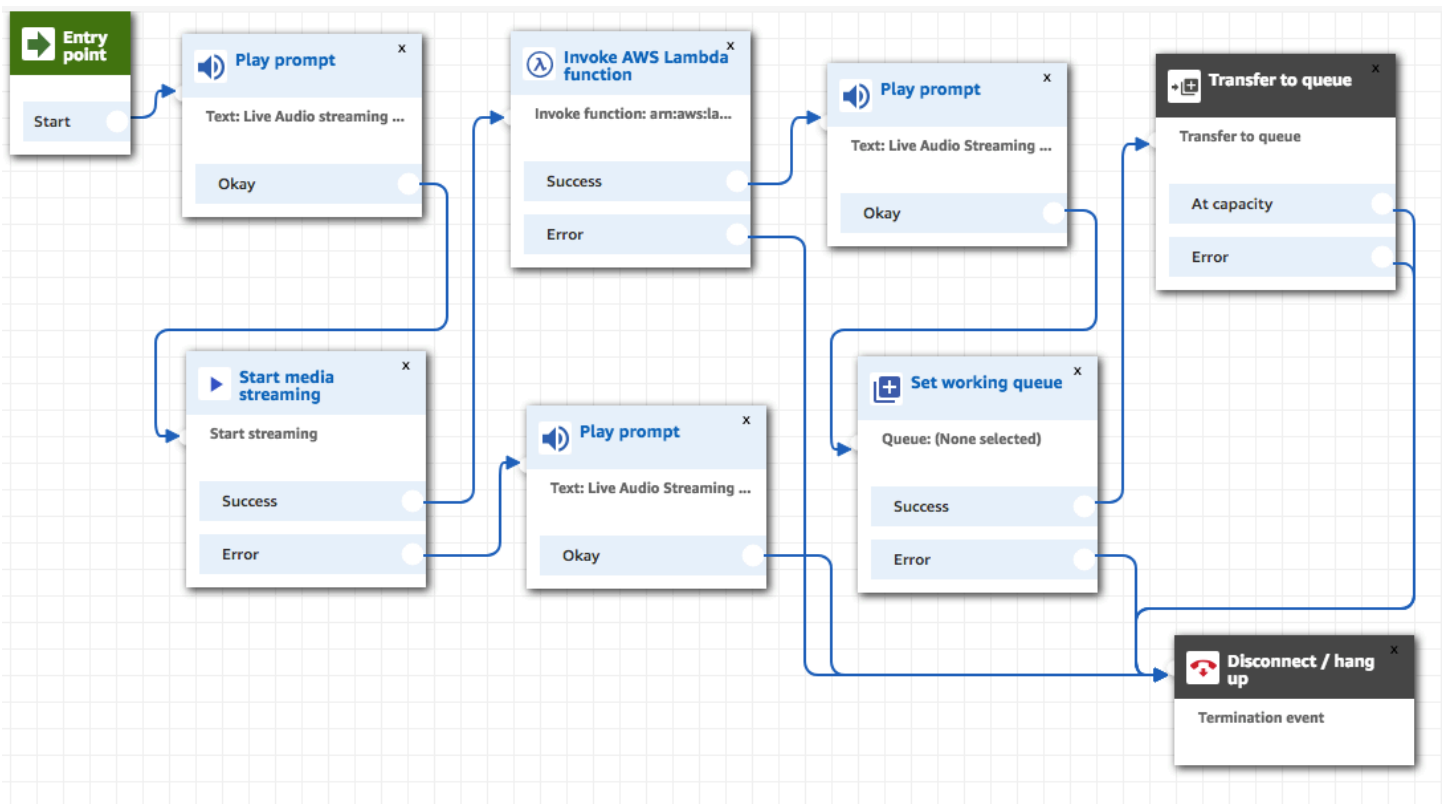 Entry
point
Start
Play prompt
x
Text: Live Audio streaming ...
Okay
Invoke AWS Lambda
x
function
Invoke function: arn:aws:la...
Success
Error
Play prompt
x
Text: Live Audio Streaming ...
Okay
Transfer to queue
x
Transfer to queue
At capacity
Error
Start media
x
streaming
Start streaming
Success
Error
Play prompt
x
Text: Live Audio Streaming ...
Okay
Set working queue
x
Queue: (None selected)
Success
Error
Disconnect / hang
x
up
Termination event